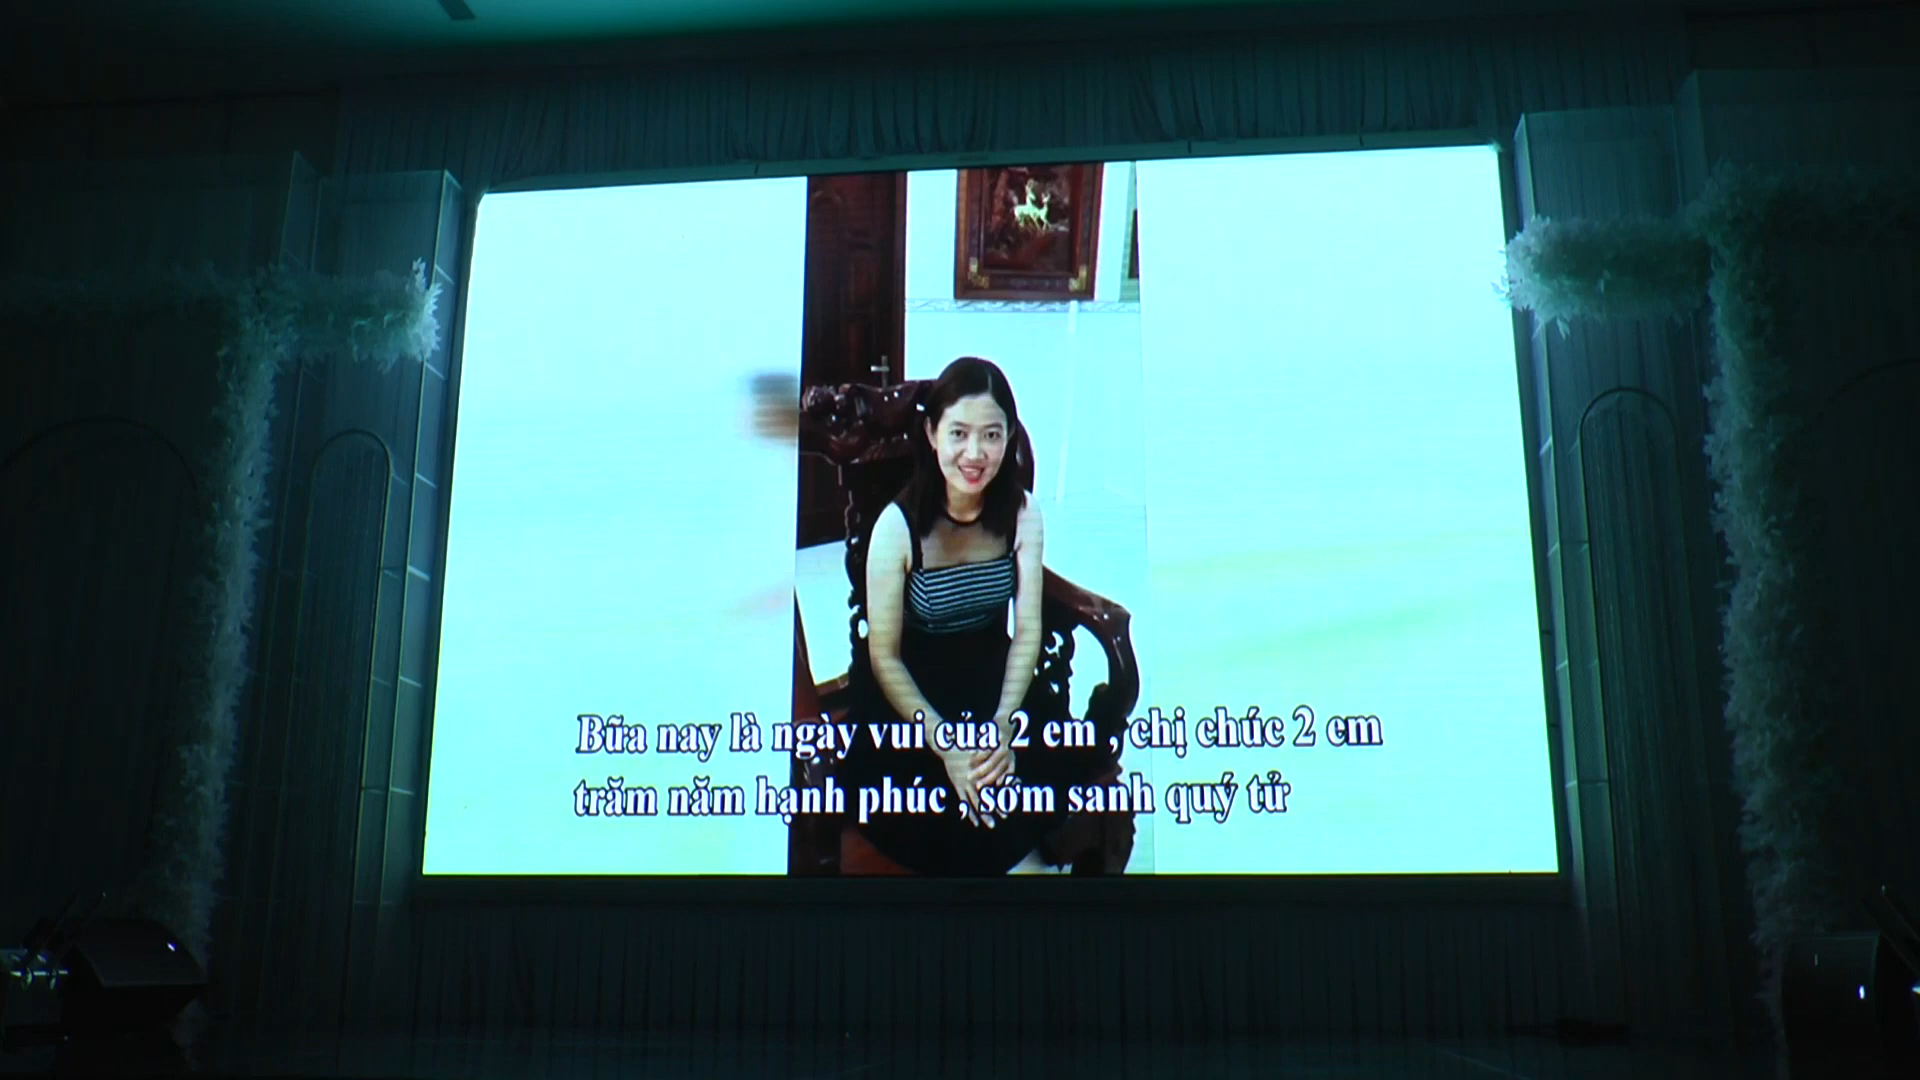 Bữa nay là ngày vui của 2 em , chị chúc 2 em
trăm năm hạnh phúc , sớm sanh quý tử